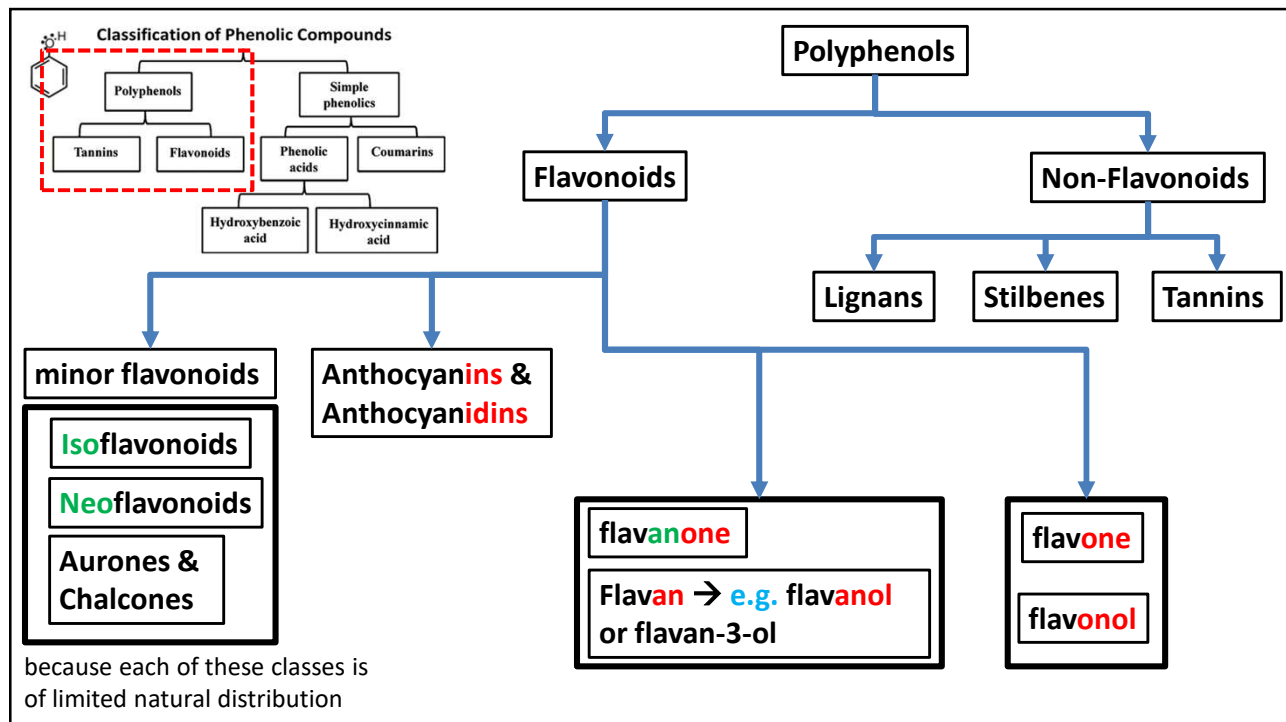 H
O
Classification of Phenolic Compounds
Polyphenols
Simple
phenolics
Tannins
Flavonoids
Phenolic
acids
Coumarins
Hydroxybenzoic
acid
Hydroxycinnamic
acid
Polyphenols
Flavonoids
Non-Flavonoids
Lignans
Stilbenes
Tannins
minor flavonoids
Anthocyanins &
Anthocyanidins
Isoflavonoids
Neoflavonoids
Aurones &
Chalcones
because each of these classes is
of limited natural distribution
flavanone
Flavan → e.g. flavanol
or flavan-3-ol
flavone
flavonol